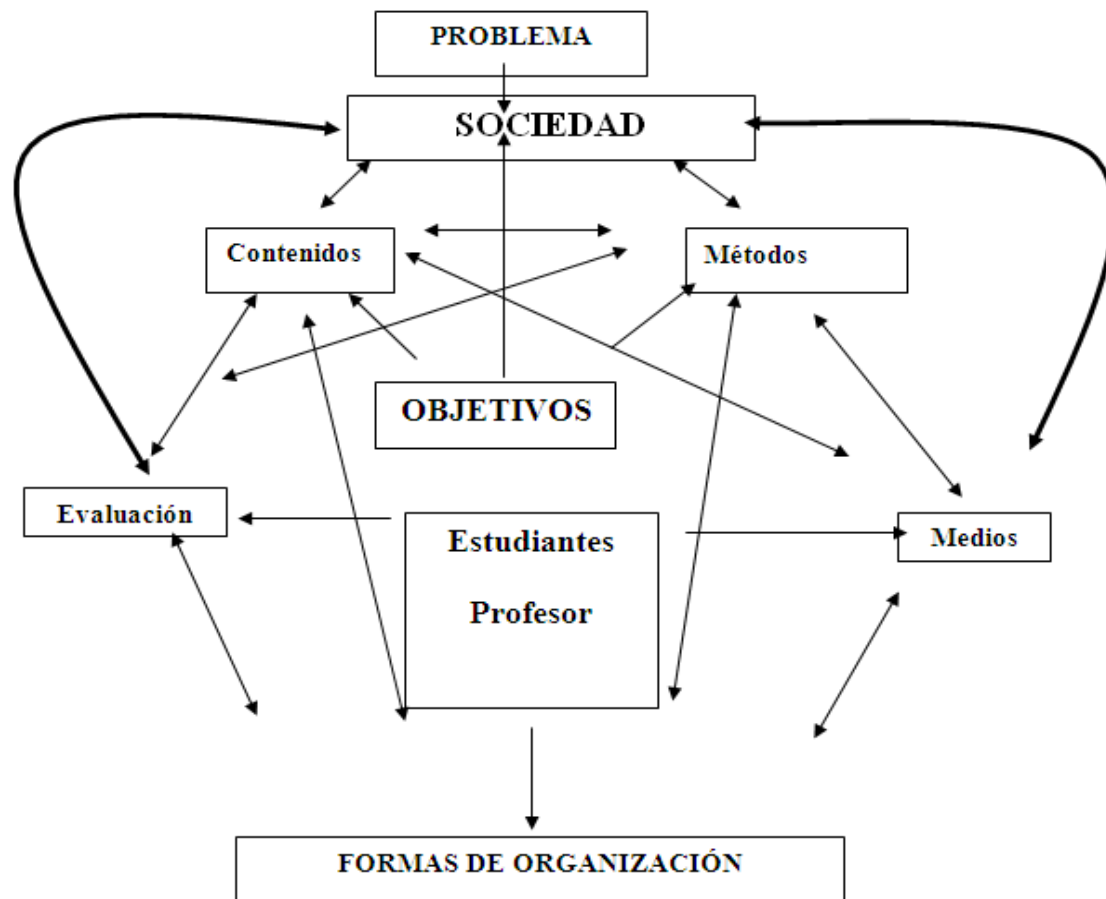 PROBLEMA
SOCIEDAD
Contenidos
Métodos
OBJETIVOS
Evaluación
Estudiantes
Profesor
Medios
FORMAS DE ORGANIZACIÓN